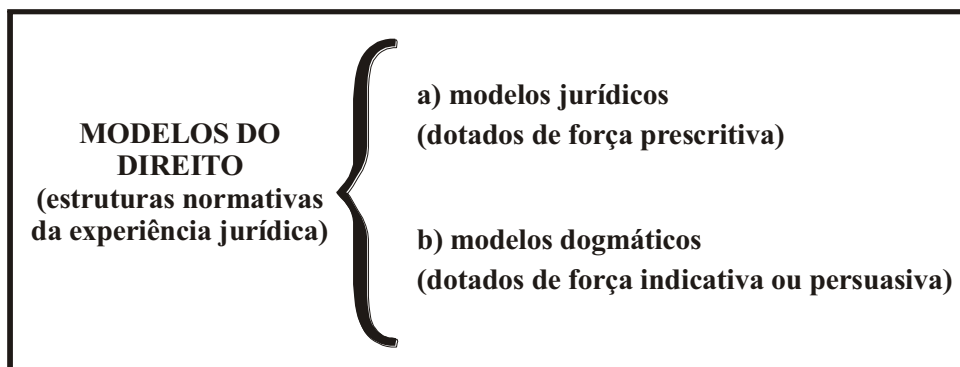 MODELOS DO
DIREITO
(estruturas normativas
da experiência jurídica)
a) modelos jurídicos
(dotados de força prescritiva)
b) modelos dogmáticos
(dotados de força indicativa ou persuasiva)